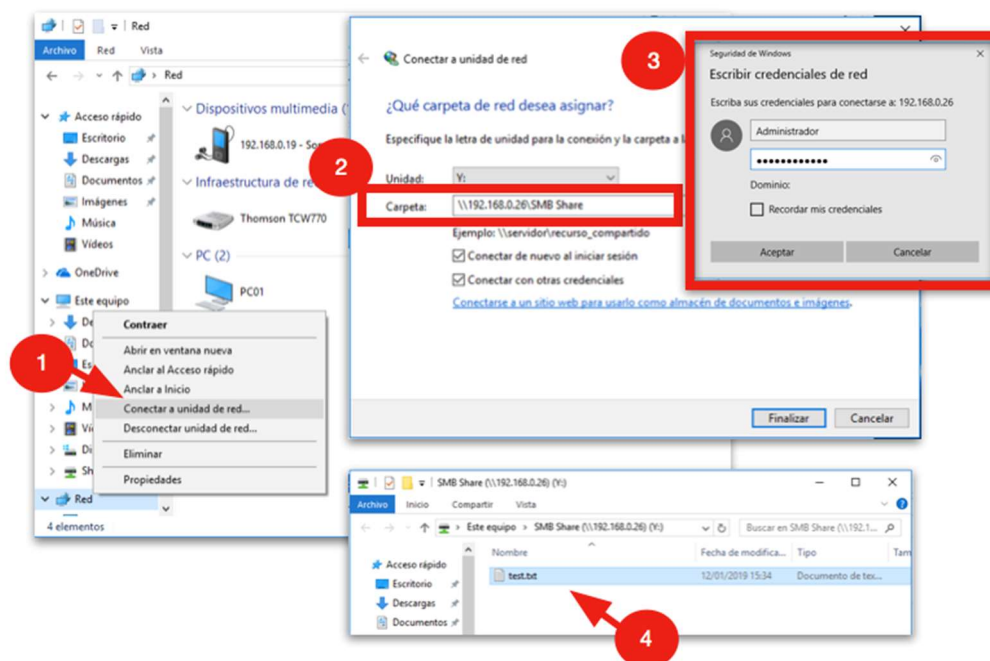 Red
Archivo Red Vista
Red
Acceso rápido
Escritorio
Descargas
Documentos
Imágenes
Música
Vídeos
OneDrive
Este equipo
De
Do
Es
M
Ví
Di
Sh
Red
4 elementos
Dispositivos multimedia (
192.168.0.19 - So
Infraestructura de re
Thomson TCW770
PC (2)
PC01
1
Contraer
Abrir en ventana nueva
Anclar al Acceso rápido
Anclar a Inicio
Conectar a unidad de red...
Desconectar unidad de red...
Eliminar
Propiedades
2
Conectar a unidad de red
¿Qué carpeta de red desea asignar?
Especifique la letra de unidad para la conexión y la carpeta a l
Unidad: Y:
Carpeta: \\192.168.0.26\SMB Share
Ejemplo: \\servidor\recurso_compartido
Conectar de nuevo al iniciar sesión
Conectar con otras credenciales
Conectarse a un sitio web para usarlo como almacén de documentos e imágenes.
Finalizar Cancelar
3
Seguridad de Windows
Escribir credenciales de red
Escriba sus credenciales para conectarse a: 192.168.0.26
Administrador
••••••••••••
Dominio:
Recordar mis credenciales
Aceptar Cancelar
SMB Share (\\192.168.0.26) (Y:)
Archivo Inicio Compartir Vista
Este equipo SMB Share (\\192.168.0.26) (Y:) Buscar en SMB Share (\\192.1...
Acceso rápido
Escritorio
Descargas
Documentos
Nombre Fecha de modifica... Tipo Tam
test.txt 12/01/2019 15:34 Documento de tex...
4